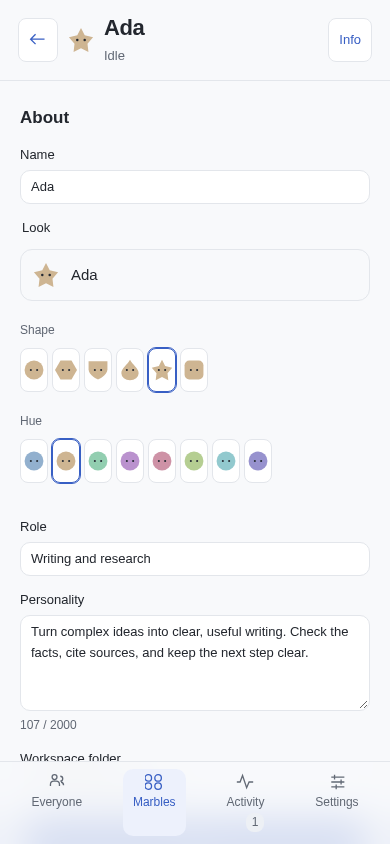 Ada
Idle
Info
About
Name
Ada
Look
Ada
Shape
Hue
Role
Writing and research
Personality
Turn complex ideas into clear, useful writing. Check the
facts, cite sources, and keep the next step clear.
107 / 2000
Workspace folder
Everyone
Marbles
Activity
Settings
1